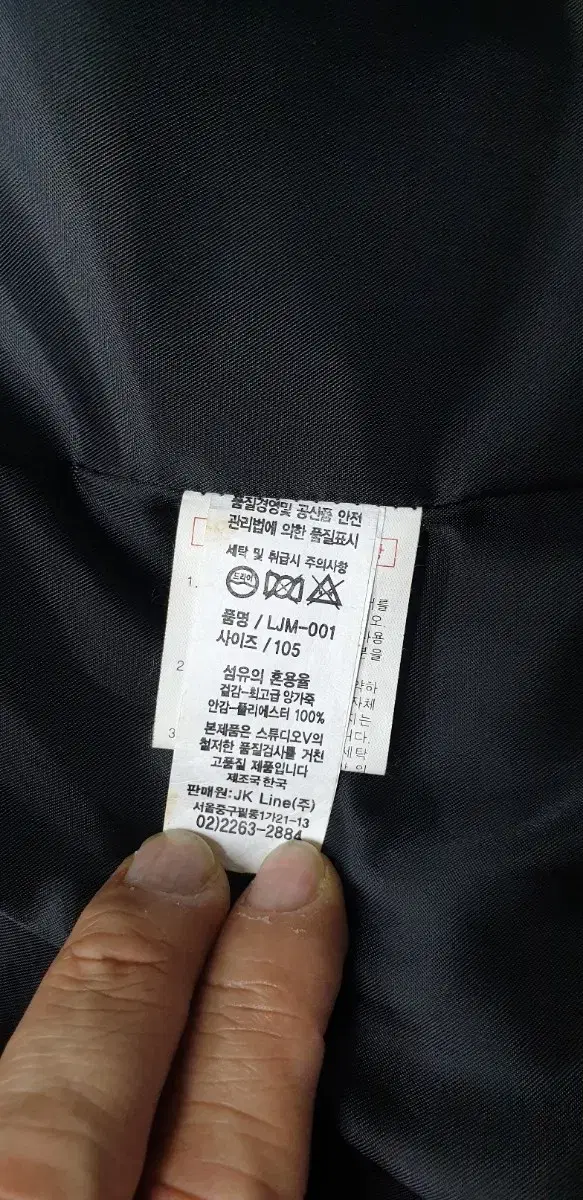 품질경영및 공산품 안전
관리법에 의한 품질표시
세탁 및 취급시 주의사항
드라이
품명 / LJM-001
사이즈 / 105
섬유의 혼용율
겉감-최고급 양가죽
안감-폴리에스터 100%
본제품은 스튜디오V의
철저한 품질검사를 거친
고품질 제품입니다
제조국 한국
판매원:JK Line(주)
서울중구필동1가21-13
02)2263-2884
1.
2
3